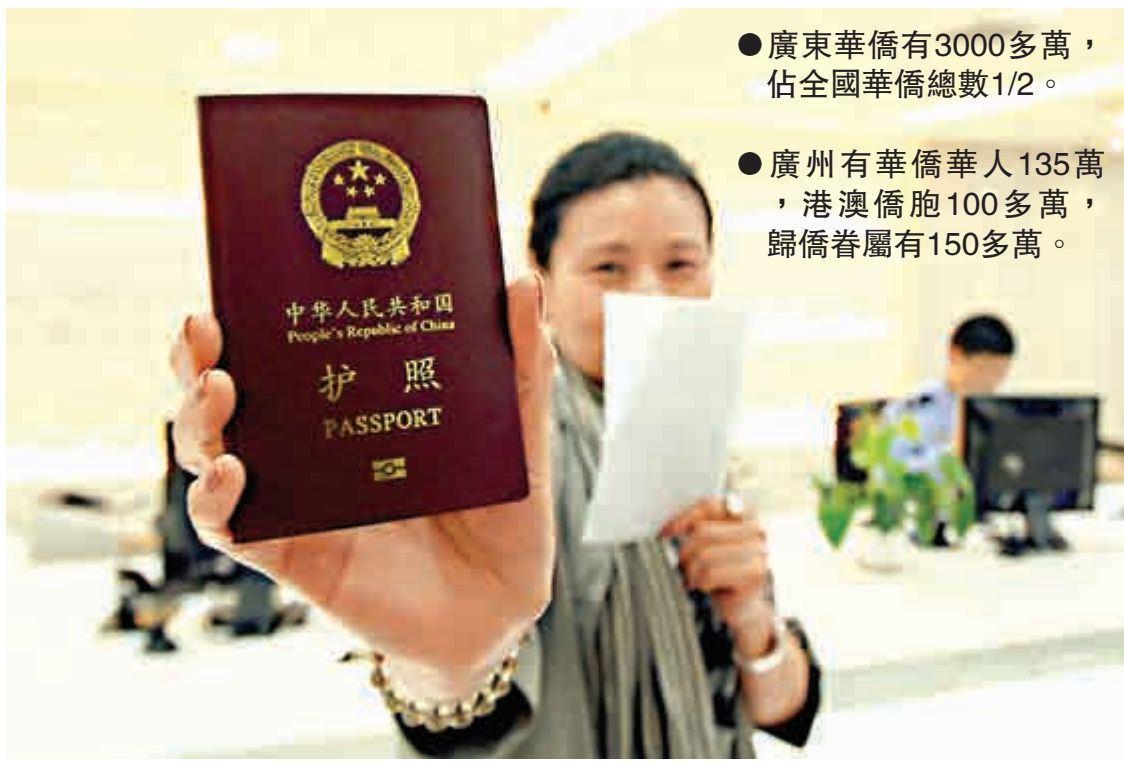 ●廣東華僑有3000多萬，
佔全國華僑總數1/2。
●廣州有華僑華人135萬
，港澳僑胞100多萬，
歸僑眷屬有150多萬。
中华人民共和国
People's Republic of China
护 照
PASSPORT